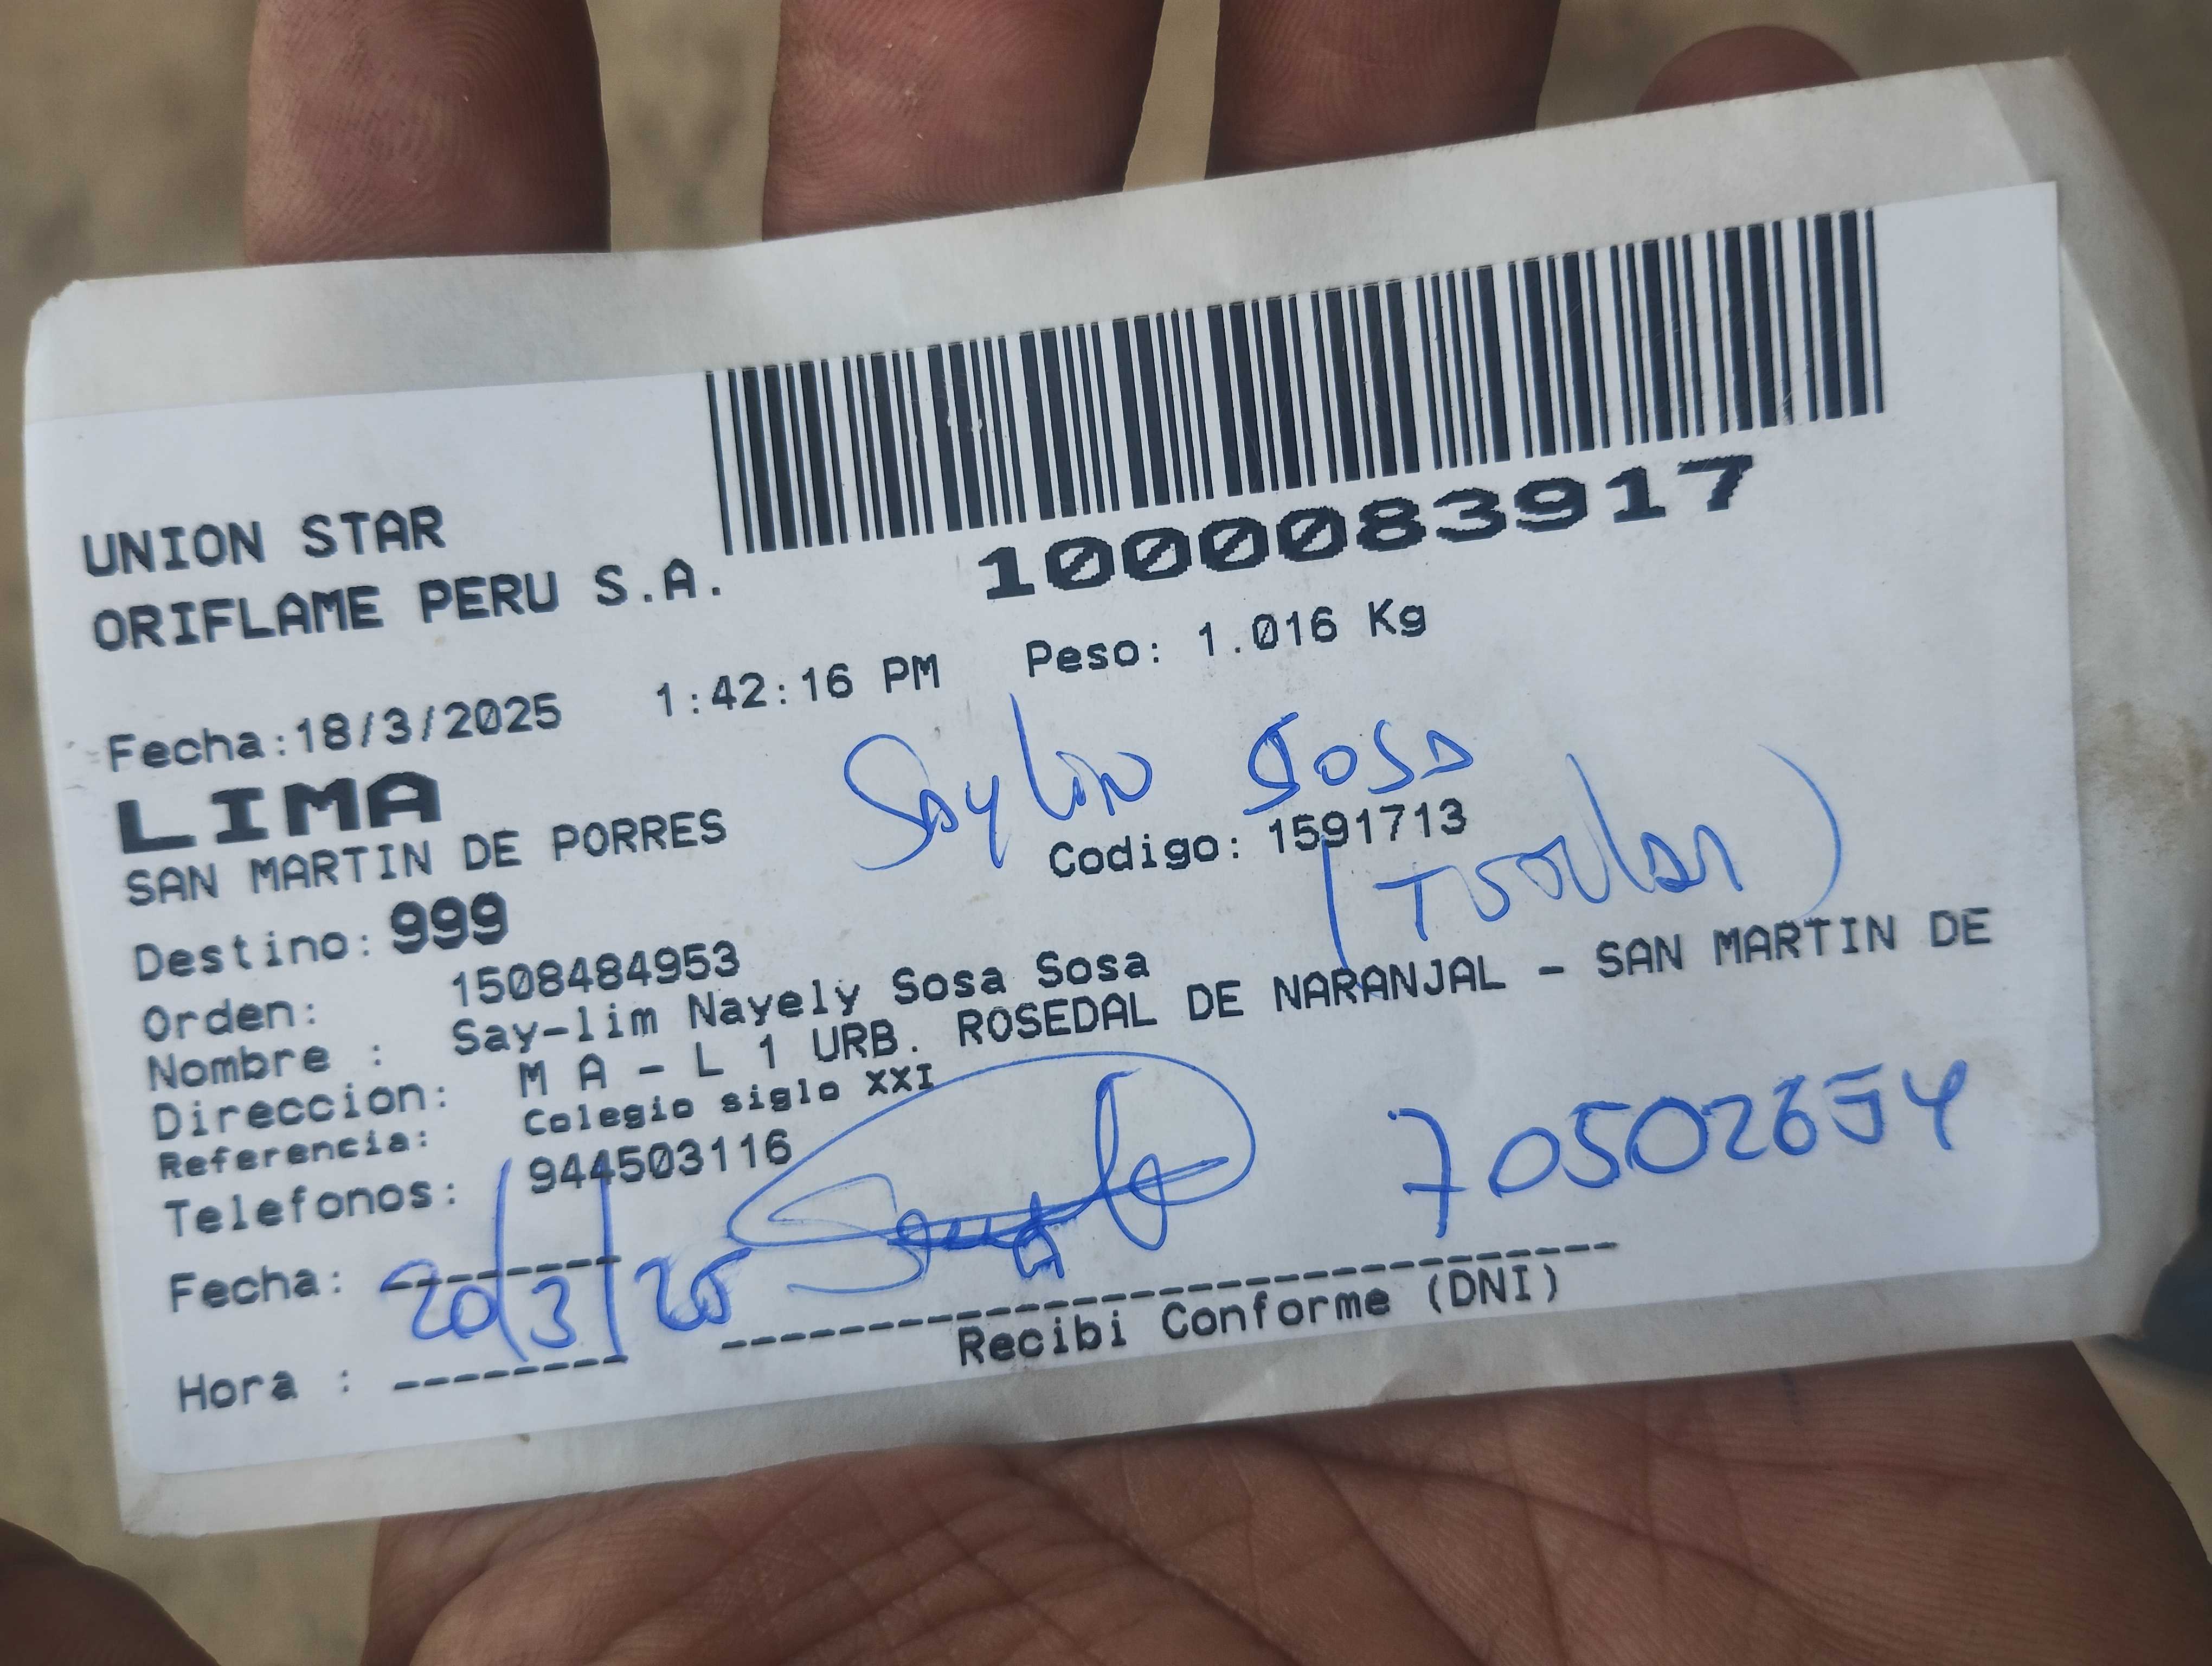 1000083917
UNION STAR
ORIFLAME PERU S.A.
Fecha:18/3/2025 1:42:16 PM Peso: 1.016 Kg
LIMA
Saylin Sosa
SAN MARTIN DE PORRES Codigo: 1591713
Destino: 999
Orden: 1508484953
Nombre : Say-lim Nayely Sosa Sosa
Direccion: M A - L 1 URB. ROSEDAL DE NARANJAL - SAN MARTIN DE
Referencia: Colegio siglo XXI
Telefonos: 944503116
Fecha: 20/3/25
Hora :
Recibi Conforme (DNI)